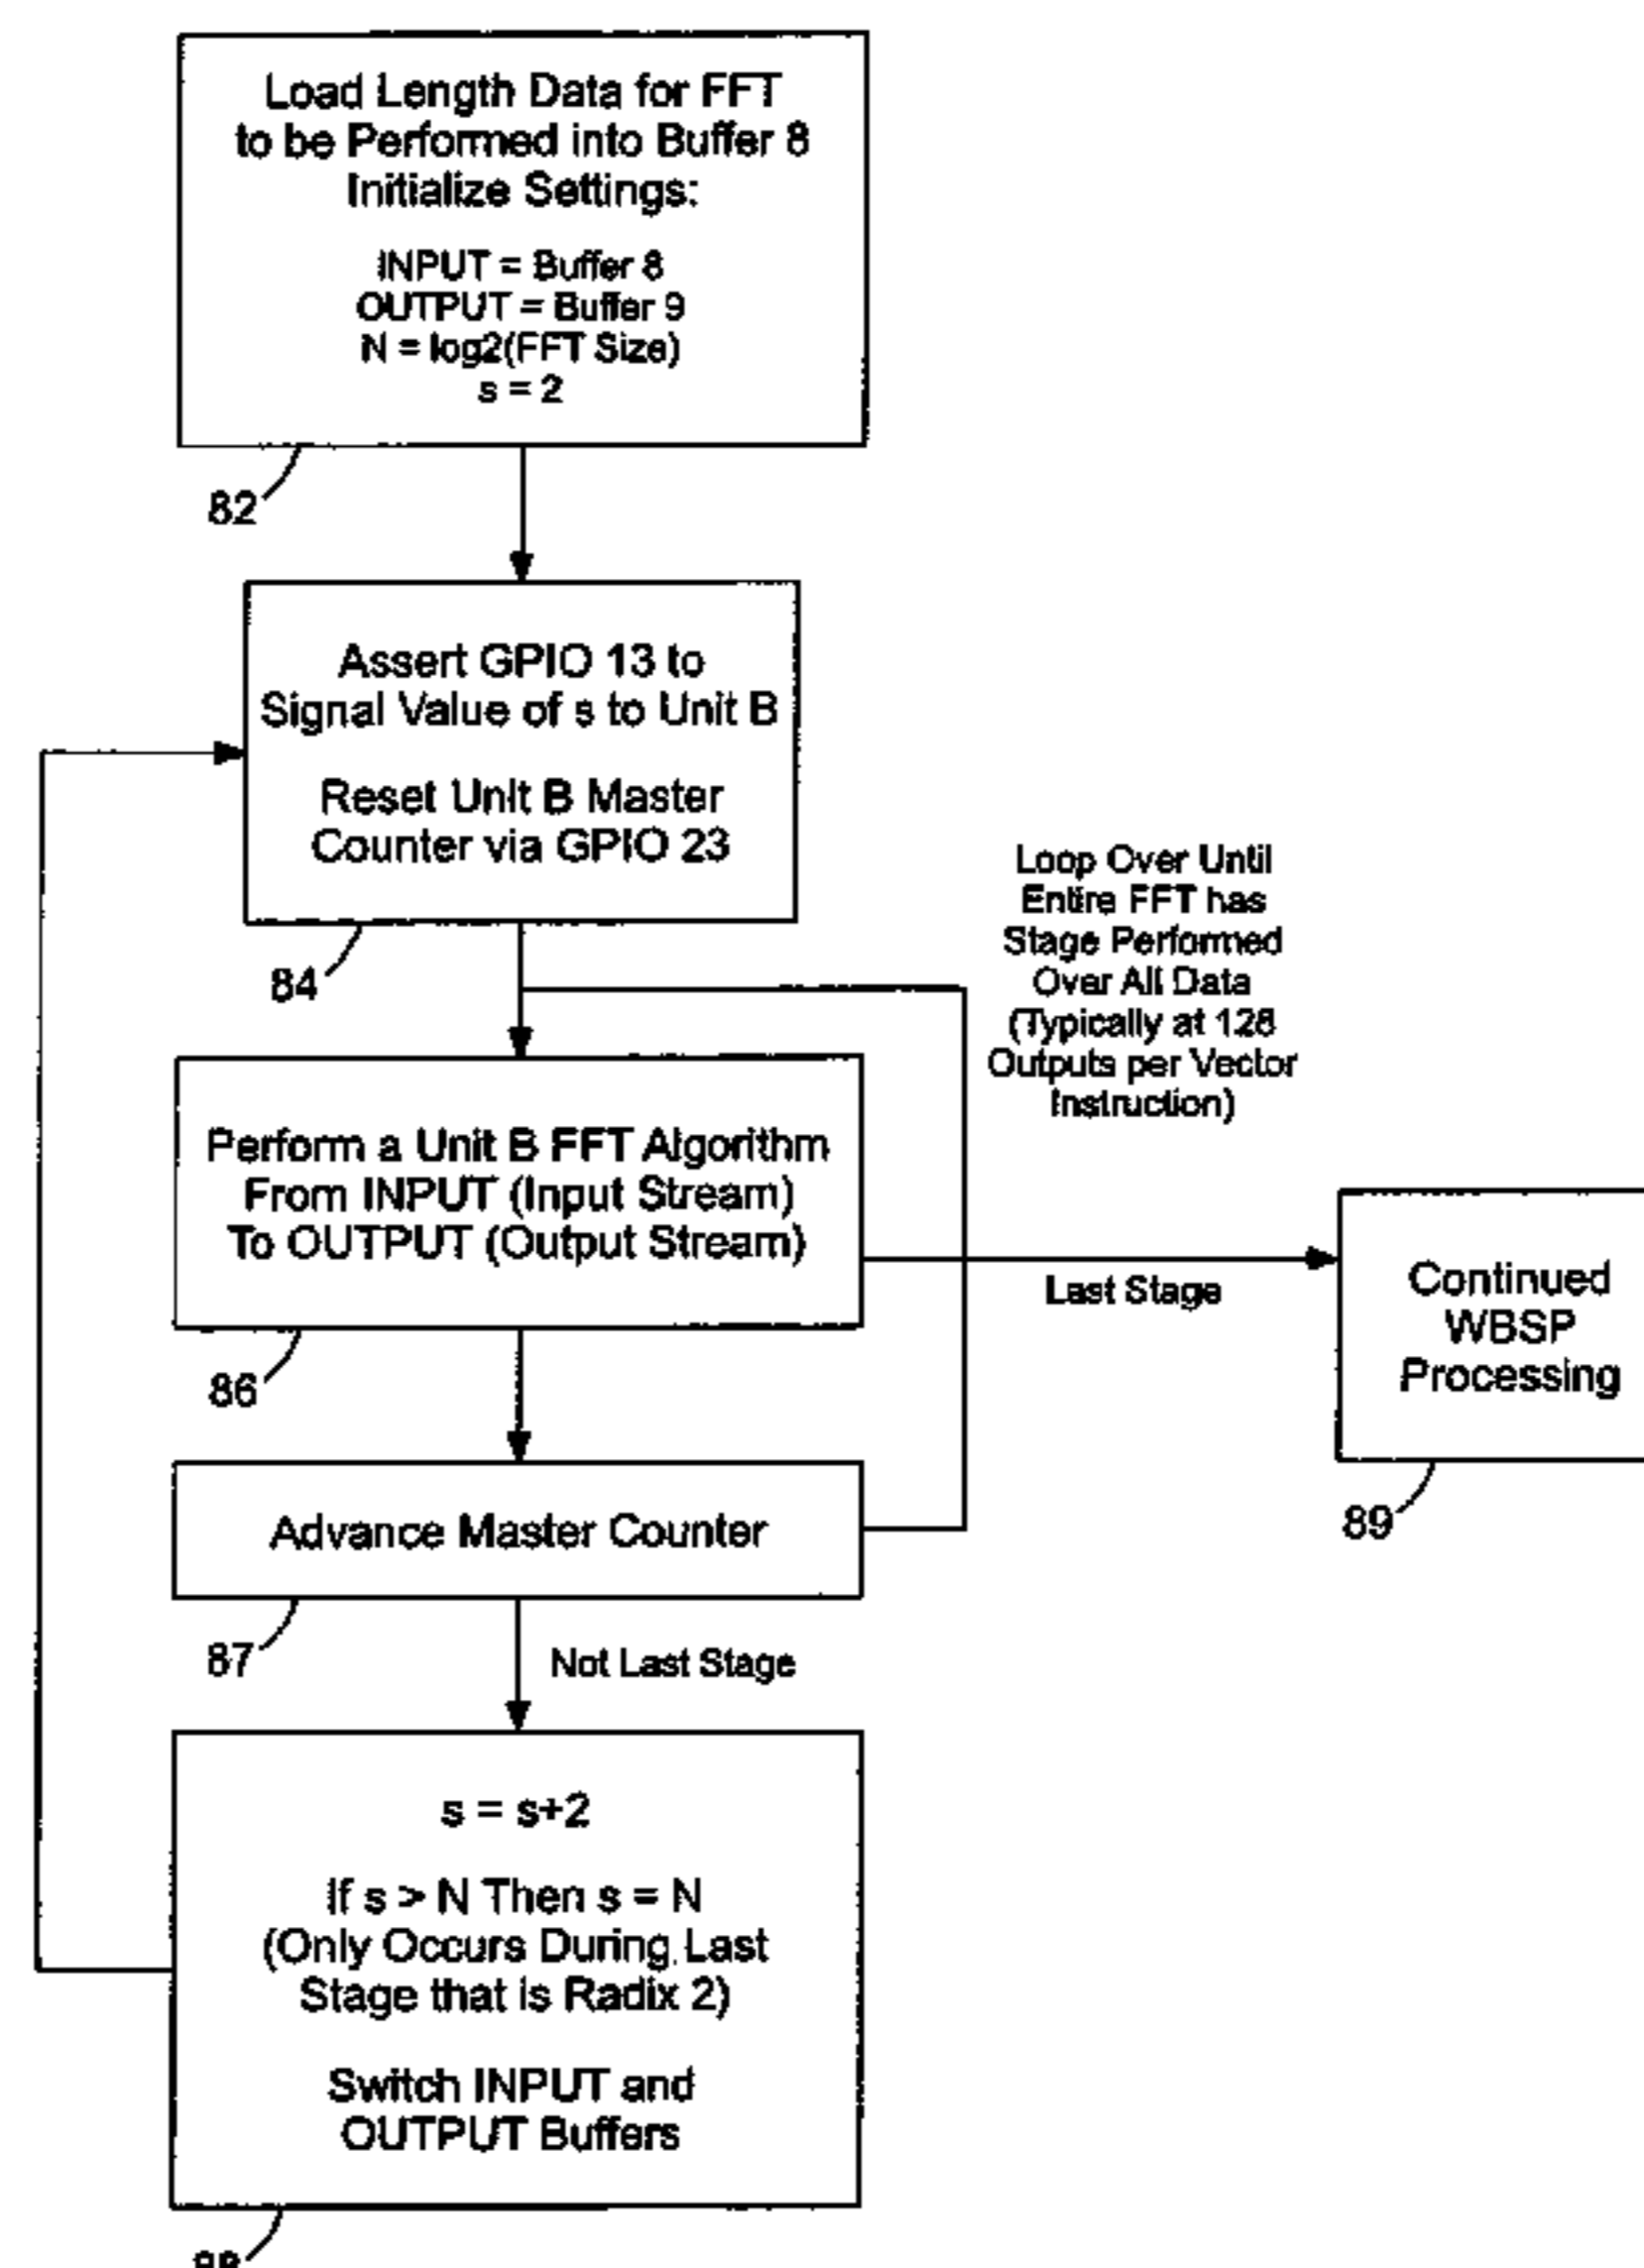 Load Length Data for FFT
to be Performed into Buffer 8
Initialize Settings:
INPUT = Buffer 8
OUTPUT = Buffer 9
N = log2(FFT Size)
s = 2
82
Assert GPIO 13 to
Signal Value of s to Unit B
Reset Unit B Master
Counter via GPIO 23
84
Loop Over Until
Entire FFT has
Stage Performed
Over All Data
(Typically at 128
Outputs per Vector
Instruction)
Perform a Unit B FFT Algorithm
From INPUT (Input Stream)
To OUTPUT (Output Stream)
86
Last Stage
Continued
WBSP
Processing
89
Advance Master Counter
87
Not Last Stage
s = s+2
If s > N Then s = N
(Only Occurs During Last
Stage that is Radix 2)
Switch INPUT and
OUTPUT Buffers
88